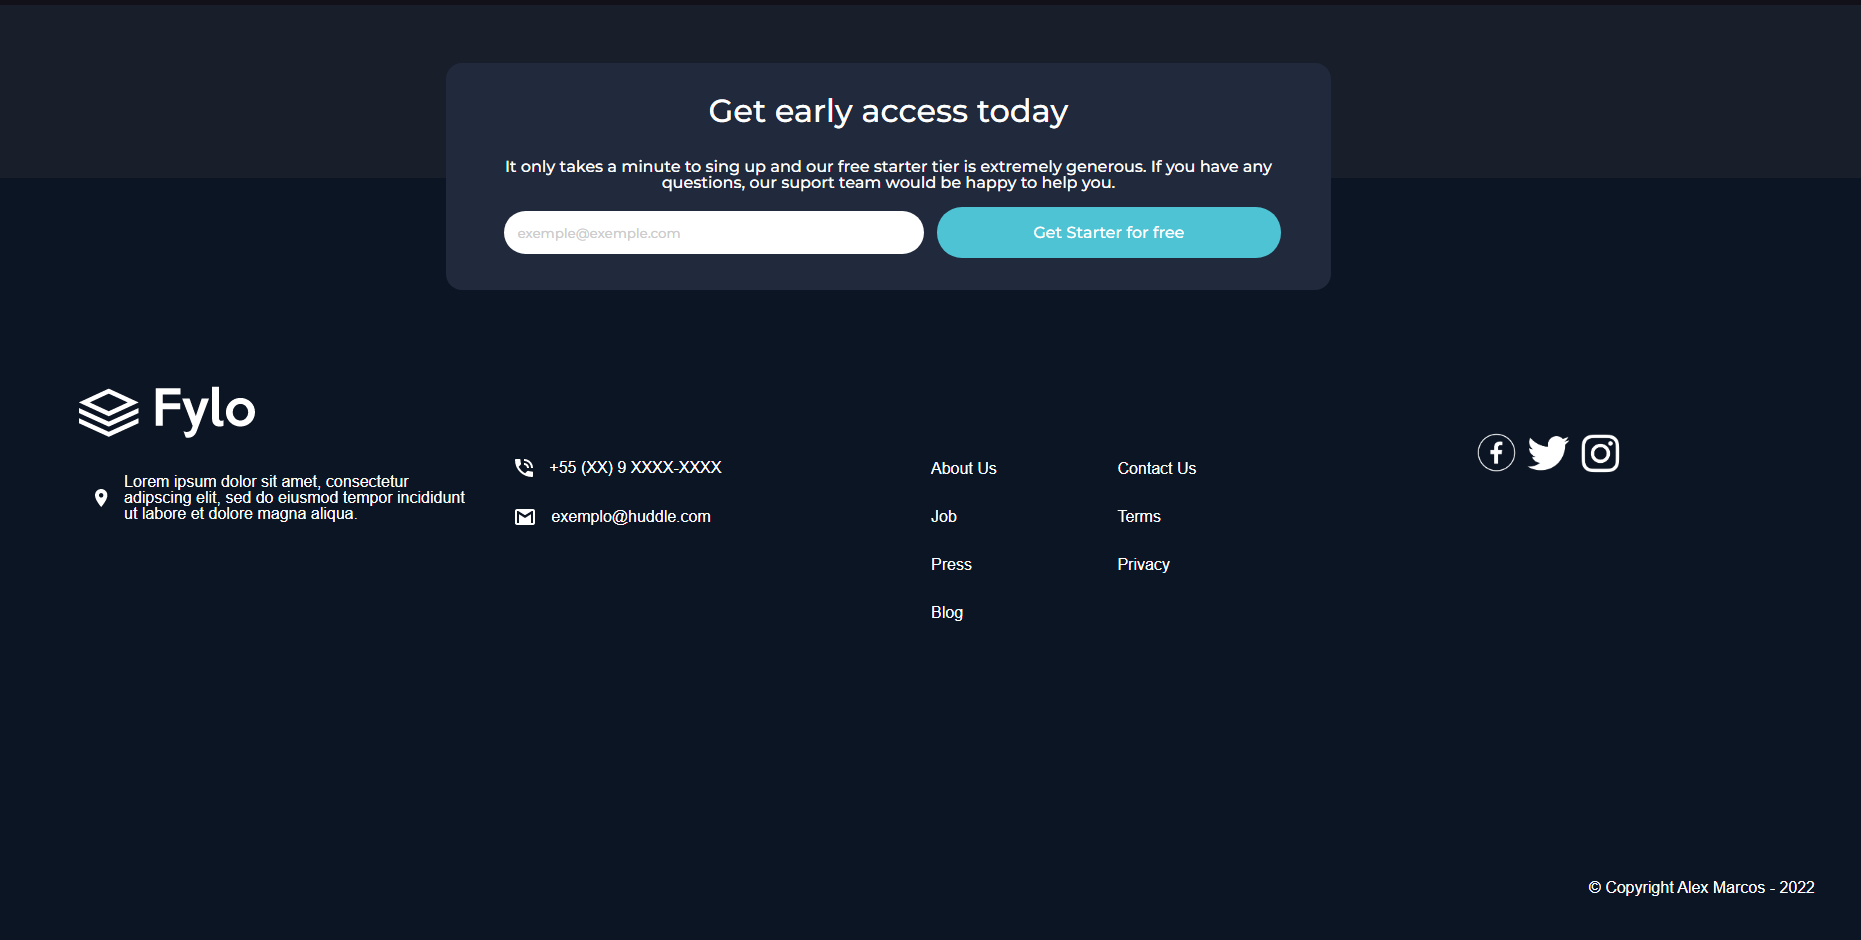 Get early access today
It only takes a minute to sing up and our free starter tier is extremely generous. If you have any
questions, our suport team would be happy to help you.
exemple@exemple.com
Get Starter for free
Fylo
Lorem ipsum dolor sit amet, consectetur
adipscing elit, sed do eiusmod tempor incididunt
ut labore et dolore magna aliqua.
+55 (XX) 9 XXXX-XXXX
exemplo@huddle.com
About Us
Job
Press
Blog
Contact Us
Terms
Privacy
© Copyright Alex Marcos - 2022